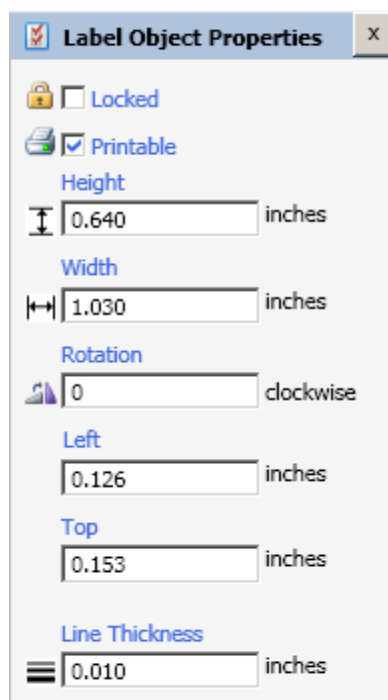 Label Object Properties x
Locked
Printable
Height
0.640 inches
Width
1.030 inches
Rotation
0 clockwise
Left
0.126 inches
Top
0.153 inches
Line Thickness
0.010 inches